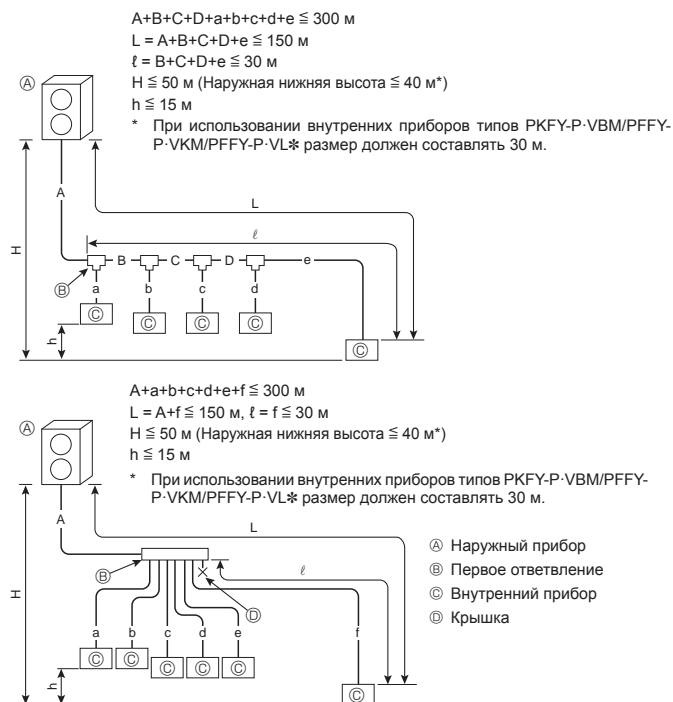 A+B+C+D+a+b+c+d+e ≦ 300 м
L = A+B+C+D+e ≦ 150 м
ℓ = B+C+D+e ≦ 30 м
H ≦ 50 м (Наружная нижняя высота ≦ 40 м*)
h ≦ 15 м
* При использовании внутренних приборов типов PKFY-P·VBM/PFFY-
P·VKM/PFFY-P·VL✽ размер должен составлять 30 м.
Ⓐ
A
L
H
ℓ
B C D e
Ⓑ
a b c d
Ⓒ Ⓒ Ⓒ Ⓒ
h
Ⓒ
A+a+b+c+d+e+f ≦ 300 м
L = A+f ≦ 150 м, ℓ = f ≦ 30 м
H ≦ 50 м (Наружная нижняя высота ≦ 40 м*)
h ≦ 15 м
* При использовании внутренних приборов типов PKFY-P·VBM/PFFY-
P·VKM/PFFY-P·VL✽ размер должен составлять 30 м.
Ⓐ
A
L
Ⓐ Наружный прибор
Ⓑ Первое ответвление
Ⓒ Внутренний прибор
Ⓓ Крышка
Ⓑ
ℓ
Ⓓ
H
a b c d e f
Ⓒ Ⓒ Ⓒ Ⓒ Ⓒ
h
Ⓒ